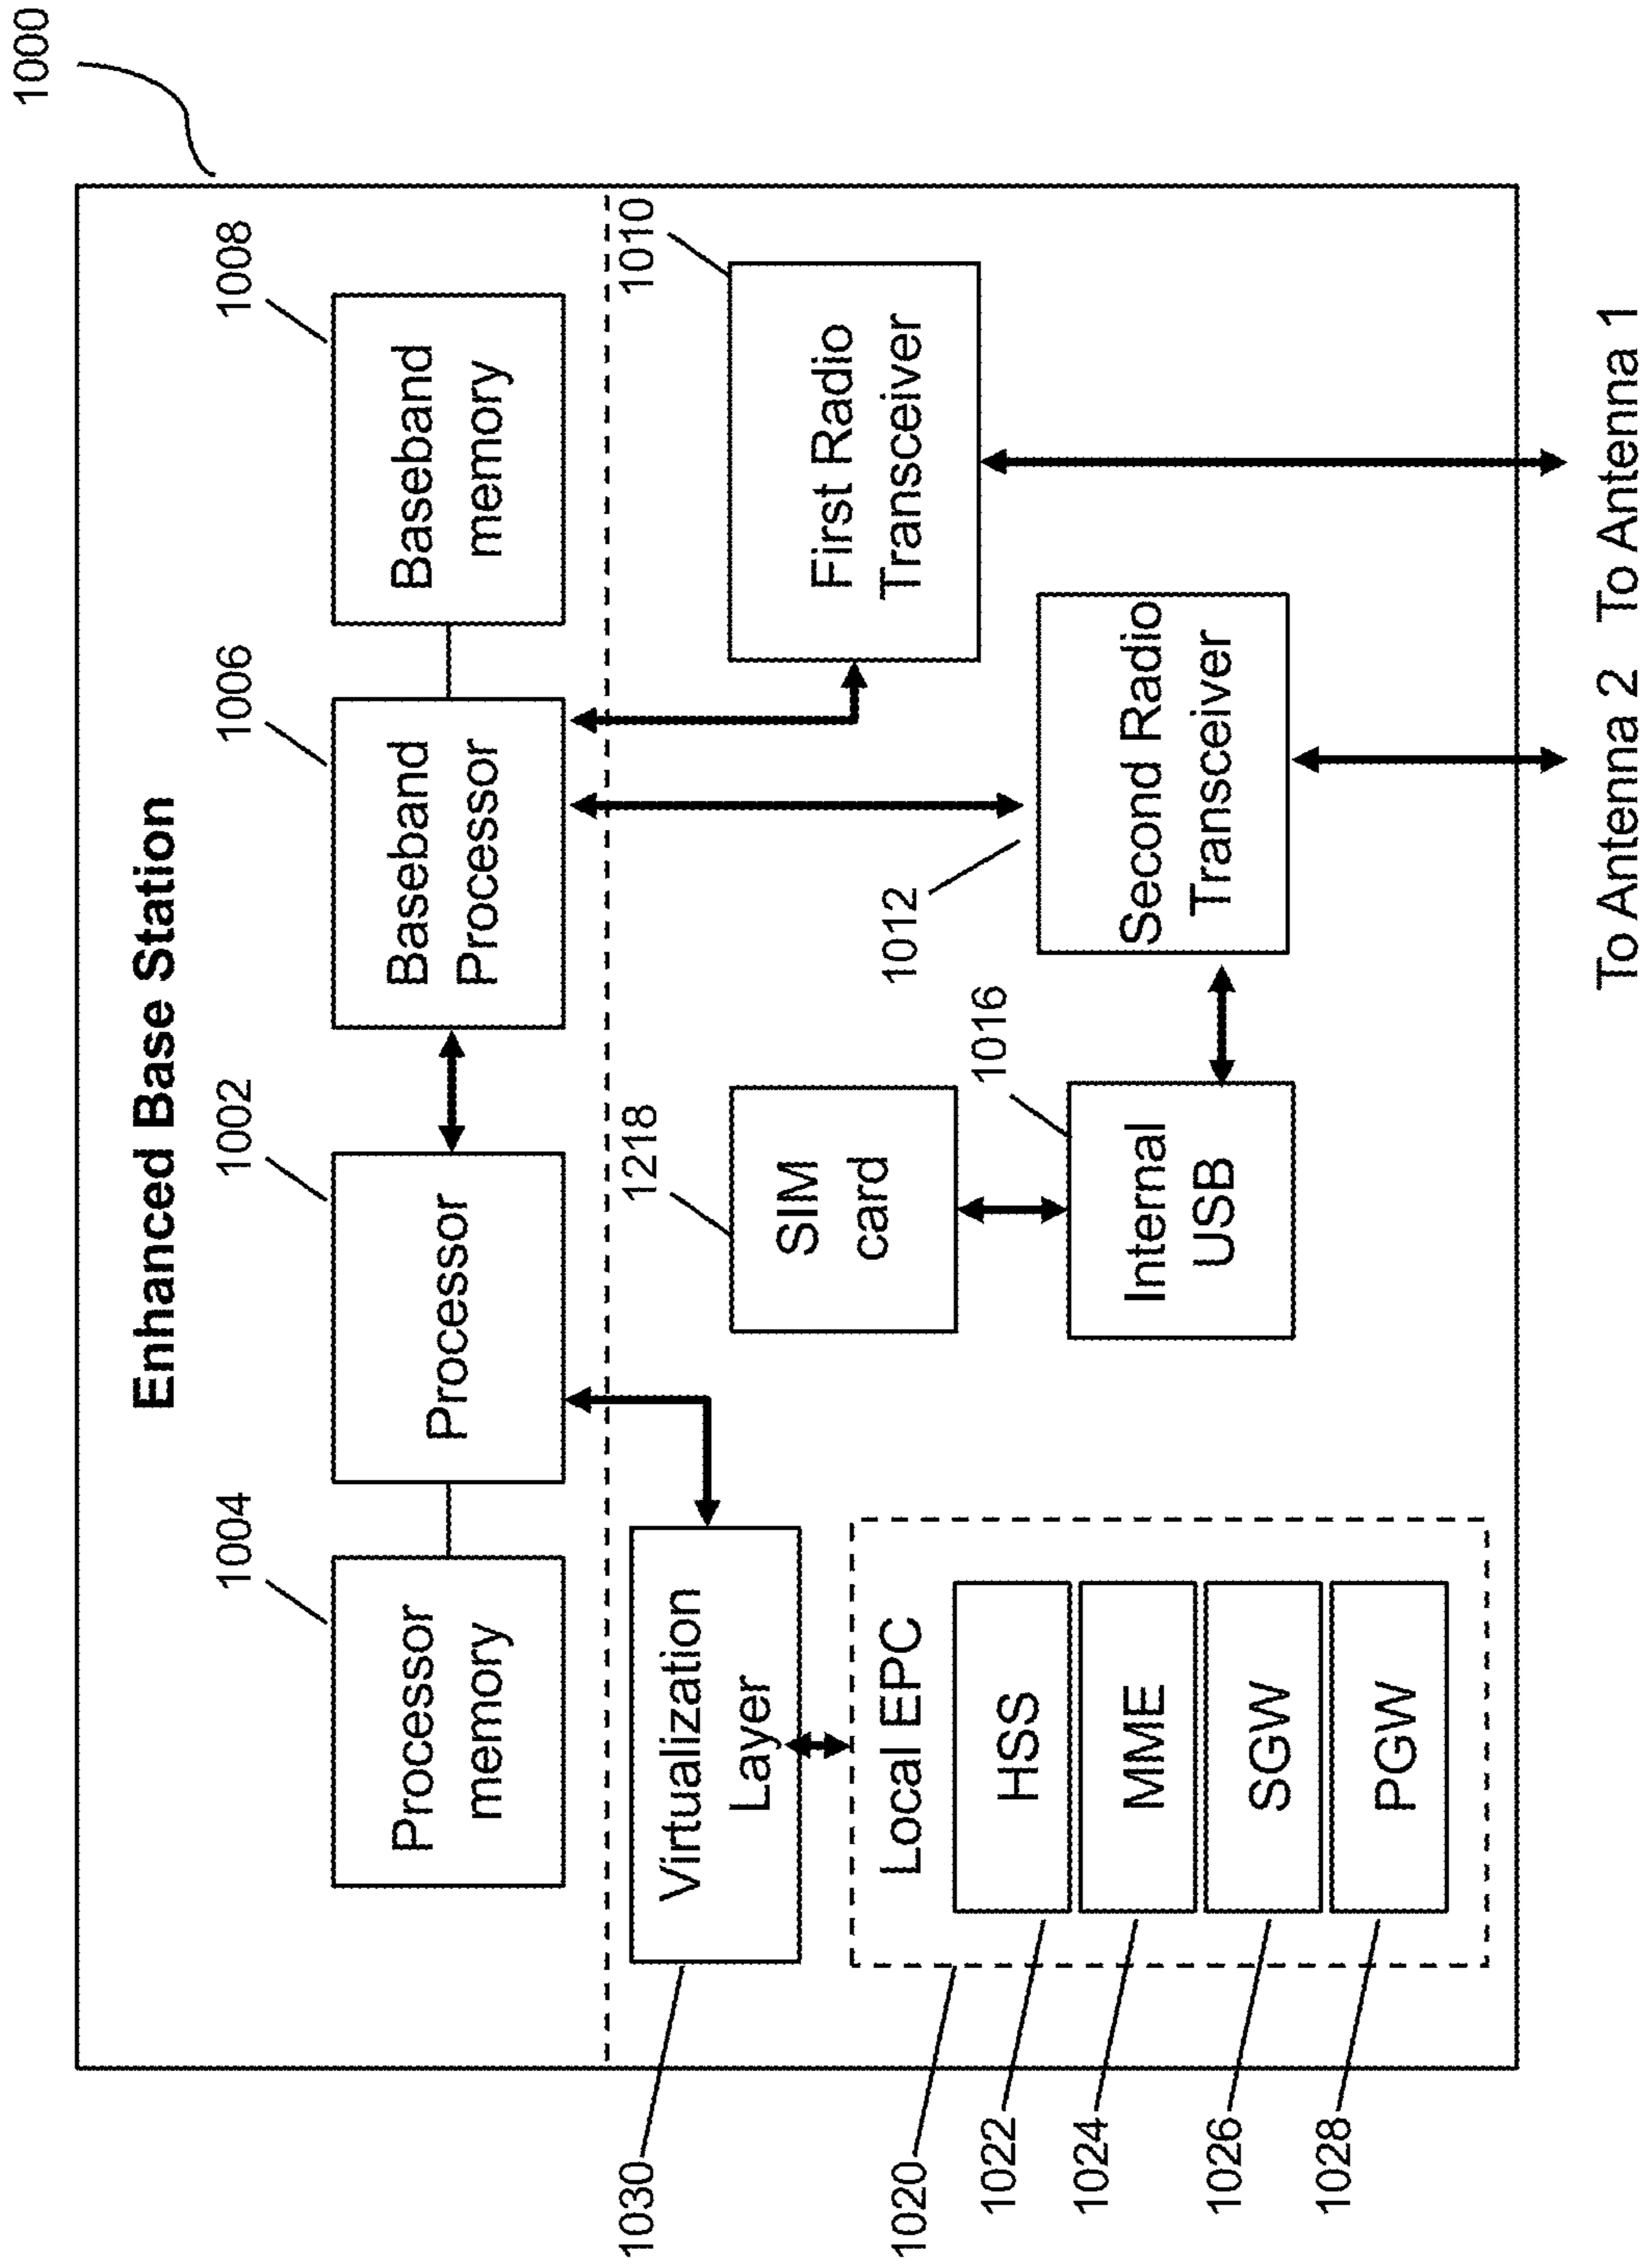 1000
Enhanced Base Station
1004
1002
1006
1008
Processor
memory
Processor
Baseband
Processor
Baseband
memory
1030
Virtualization
Layer
1218
SIM
card
1010
First Radio
Transceiver
1020
Local EPC
1022
HSS
1024
MME
1026
SGW
1028
PGW
1016
Internal
USB
1012
Second Radio
Transceiver
To Antenna 2
To Antenna 1